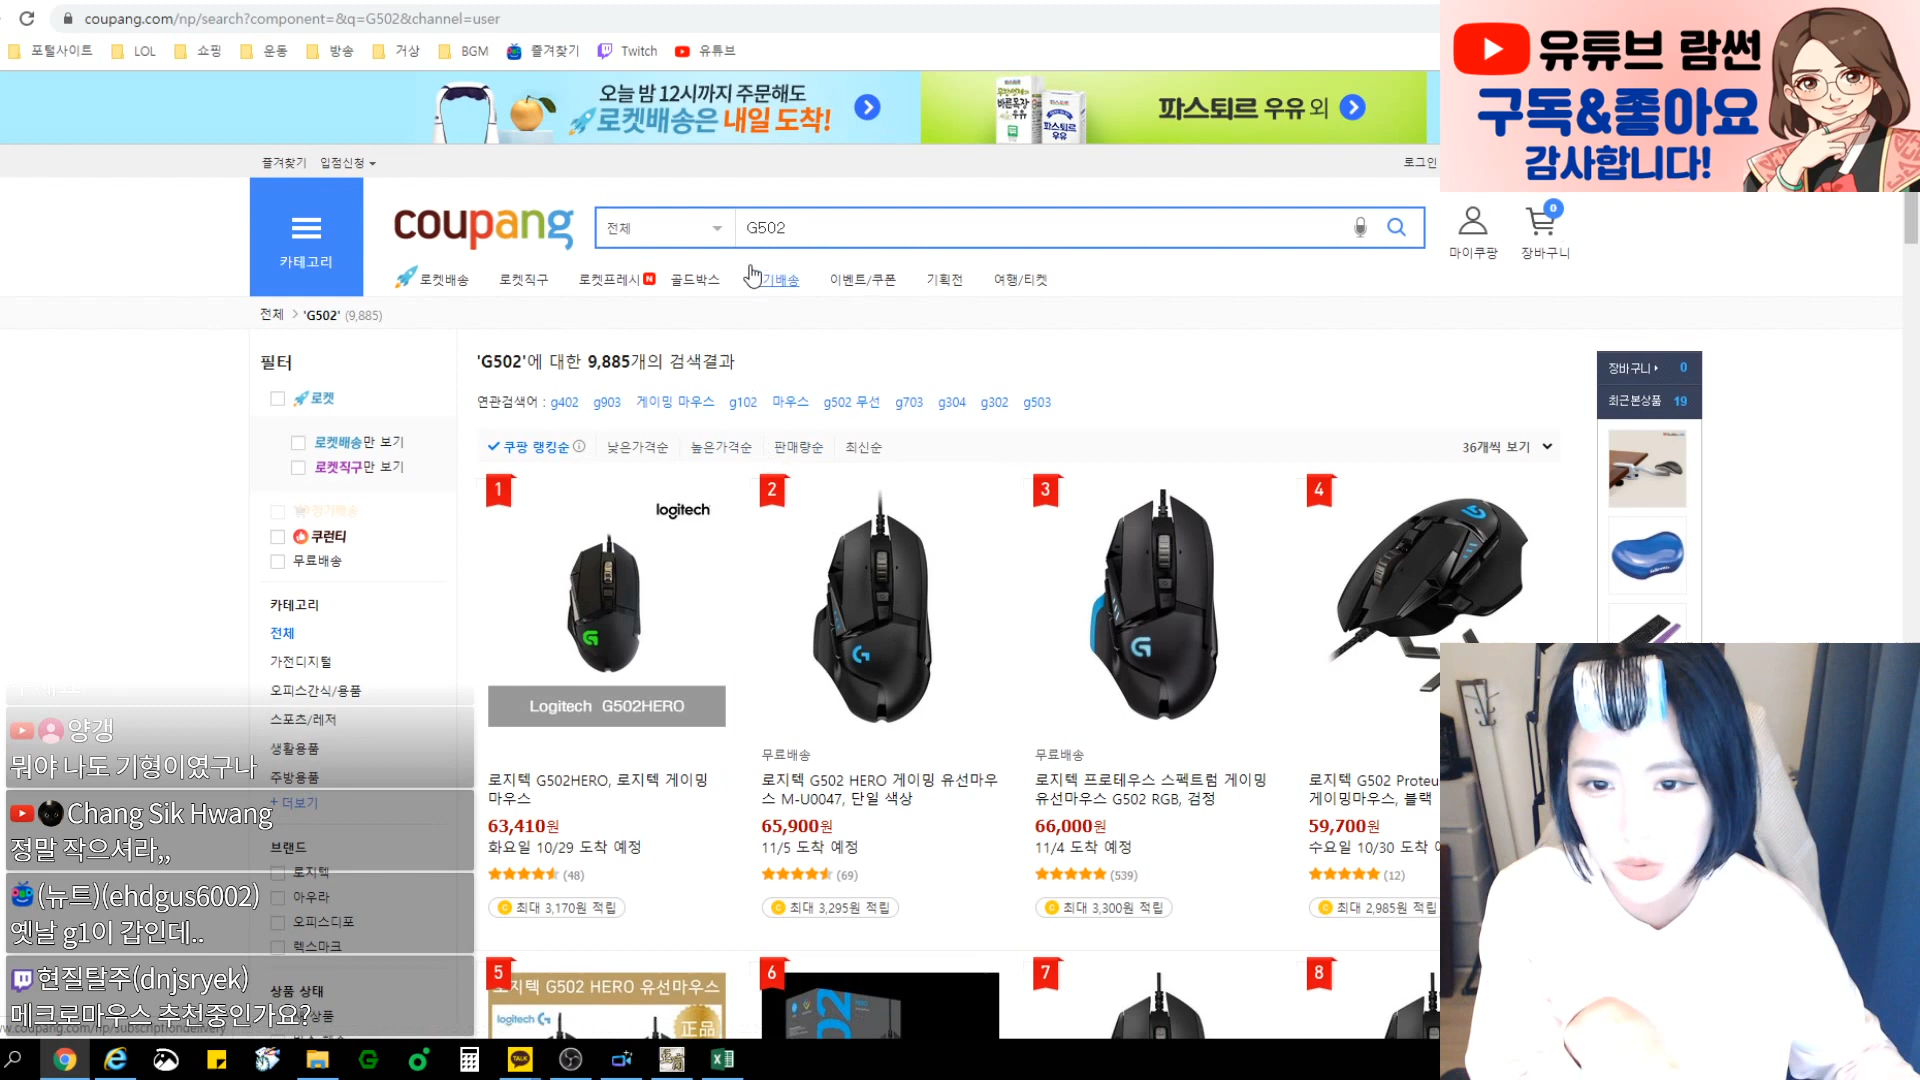 coupang.com/np/search?component=&q=G502&channel=user
포털사이트 LOL 쇼핑 운동 방송 거상 BGM 즐겨찾기 Twitch 유튜브
오늘 밤 12시까지 주문해도
로켓배송은 내일 도착!
파스퇴르 우유 외
유튜브 람썬
구독&좋아요
감사합니다!
즐겨찾기 입점신청 로그인
카테고리
coupang
전체 G502
마이쿠팡 장바구니 0
로켓배송 로켓직구 로켓프레시 N 골드박스 기배송 이벤트/쿠폰 기획전 여행/티켓
전체 > 'G502' (9,885)
필터
로켓
로켓배송만 보기
로켓직구만 보기
정기배송
쿠런티
무료배송
카테고리
전체
가전디지털
오피스간식/용품
스포츠/레저
생활용품
주방용품
+ 더보기
브랜드
로지텍
아우라
오피스디포
렉스마크
상품 상태
'G502'에 대한 9,885개의 검색결과
연관검색어 : g402 g903 게이밍 마우스 g102 마우스 g502 무선 g703 g304 g302 g503
쿠팡 랭킹순 낮은가격순 높은가격순 판매량순 최신순
36개씩 보기
장바구니 0
최근본상품 19
1
logitech
Logitech G502HERO
로지텍 G502HERO, 로지텍 게이밍
마우스
63,410원
화요일 10/29 도착 예정
(48)
최대 3,170원 적립
2
무료배송
로지텍 G502 HERO 게이밍 유선마우
스 M-U0047, 단일 색상
65,900원
11/5 도착 예정
(69)
최대 3,295원 적립
3
무료배송
로지텍 프로테우스 스펙트럼 게이밍
유선마우스 G502 RGB, 검정
66,000원
11/4 도착 예정
(539)
최대 3,300원 적립
4
로지텍 G502 Proteu
게이밍마우스, 블랙
59,700원
수요일 10/30 도착
(12)
최대 2,985원 적립
5
로지텍 G502 HERO 유선마우스
logitech G
正品
6
7
8
양갱
뭐야 나도 기형이였구나
Chang Sik Hwang
정말 작으셔라,,
(뉴트)(ehdgus6002)
옛날 g1이 갑인데..
현질탈주(dnjsryek)
메크로마우스 추천중인가요?
w.coupang.com/np/subscriptiondelivery
TALK